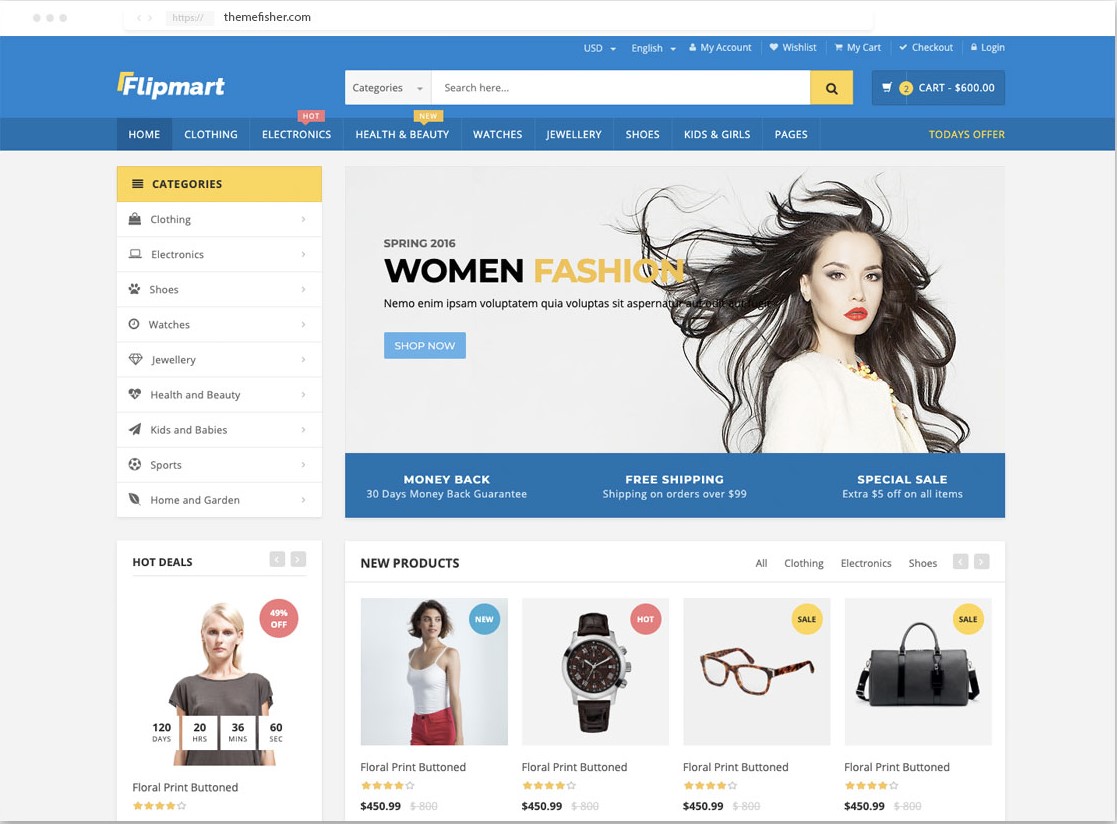 https://
themefisher.com
USD English My Account Wishlist My Cart Checkout Login
Flipmart
Categories Search here... 2 CART - $600.00
HOT NEW
HOME CLOTHING ELECTRONICS HEALTH & BEAUTY WATCHES JEWELLERY SHOES KIDS & GIRLS PAGES TODAYS OFFER
CATEGORIES
Clothing
Electronics
Shoes
Watches
Jewellery
Health and Beauty
Kids and Babies
Sports
Home and Garden
SPRING 2016
WOMEN FASHION
Nemo enim ipsam voluptatem quia voluptas sit aspernatur aut odit aut fugit
SHOP NOW
MONEY BACK
30 Days Money Back Guarantee
FREE SHIPPING
Shipping on orders over $99
SPECIAL SALE
Extra $5 off on all items
HOT DEALS
49%
OFF
120 20 36 60
DAYS HRS MINS SEC
Floral Print Buttoned
NEW PRODUCTS
All Clothing Electronics Shoes
NEW
HOT
SALE
SALE
Floral Print Buttoned Floral Print Buttoned Floral Print Buttoned Floral Print Buttoned
$450.99 $ 800 $450.99 $ 800 $450.99 $ 800 $450.99 $ 800